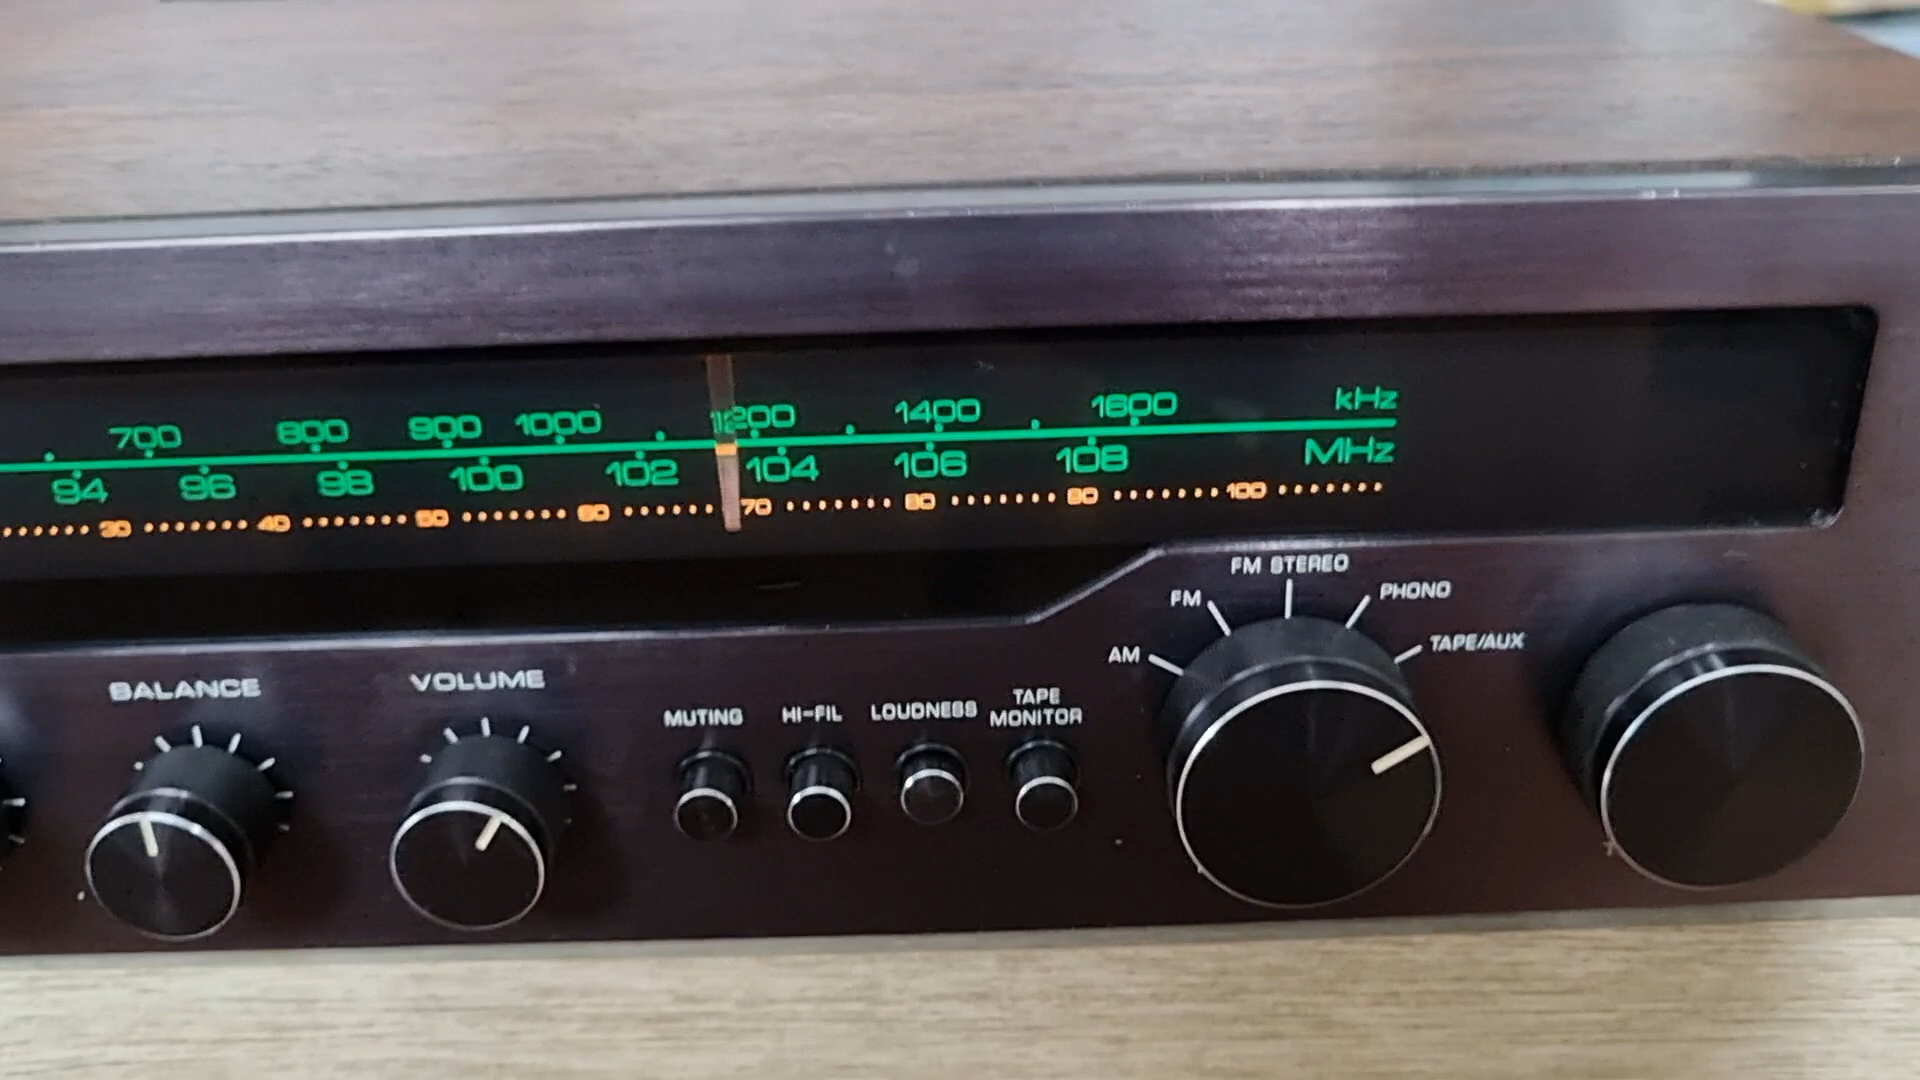 700 800 900 1000 1200 1400 1600 kHz
94 96 98 100 102 104 106 108 MHz
30 40 50 60 70 80 90 100
FM STEREO
FM PHONO
AM TAPE/AUX
BALANCE VOLUME
MUTING HI-FIL LOUDNESS TAPE MONITOR